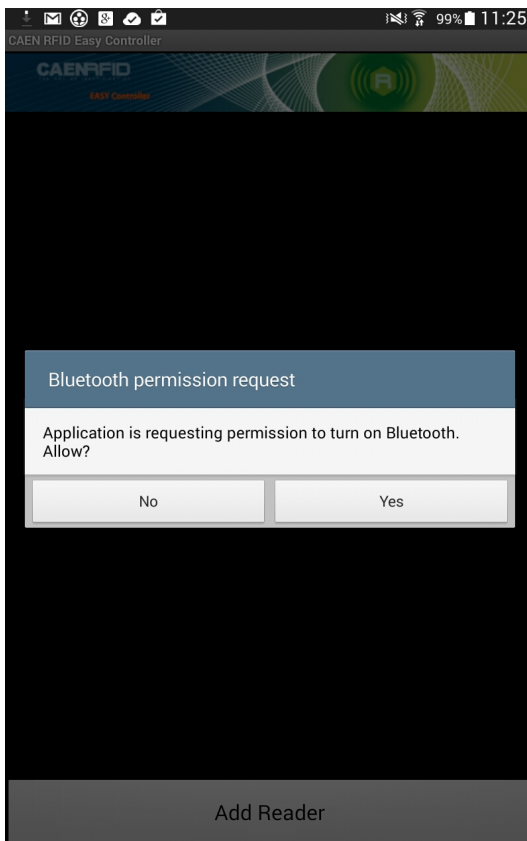 99% 11:25
CAEN RFID Easy Controller
CAENRFID
EAST Controller
Bluetooth permission request
Application is requesting permission to turn on Bluetooth.
Allow?
No
Yes
Add Reader